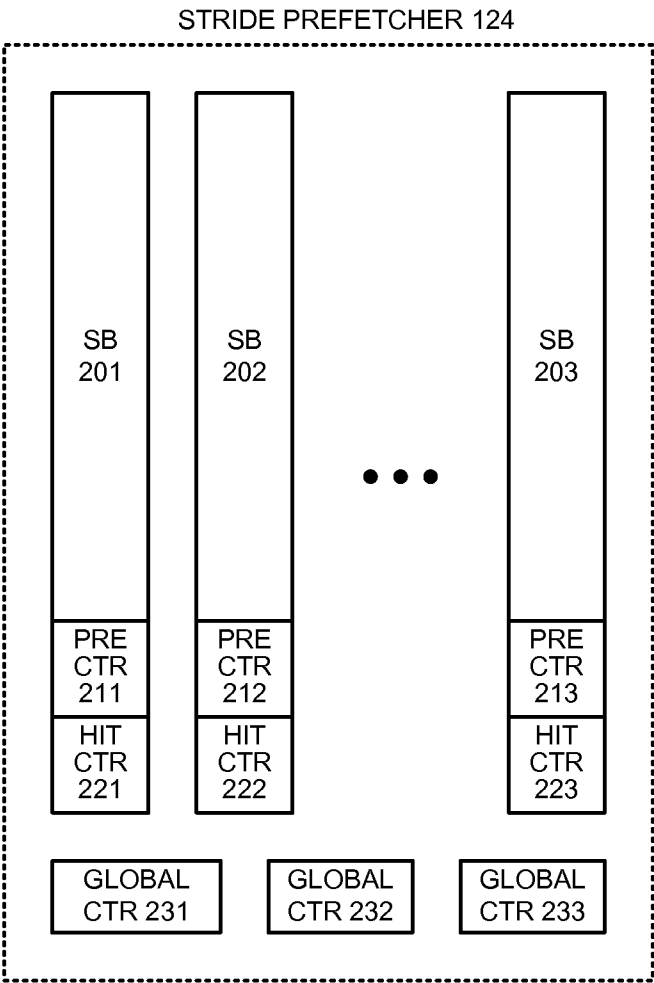 STRIDE PREFETCHER 124
SB
201
SB
202
SB
203
PRE
CTR
211
PRE
CTR
212
PRE
CTR
213
HIT
CTR
221
HIT
CTR
222
HIT
CTR
223
GLOBAL
CTR 231
GLOBAL
CTR 232
GLOBAL
CTR 233